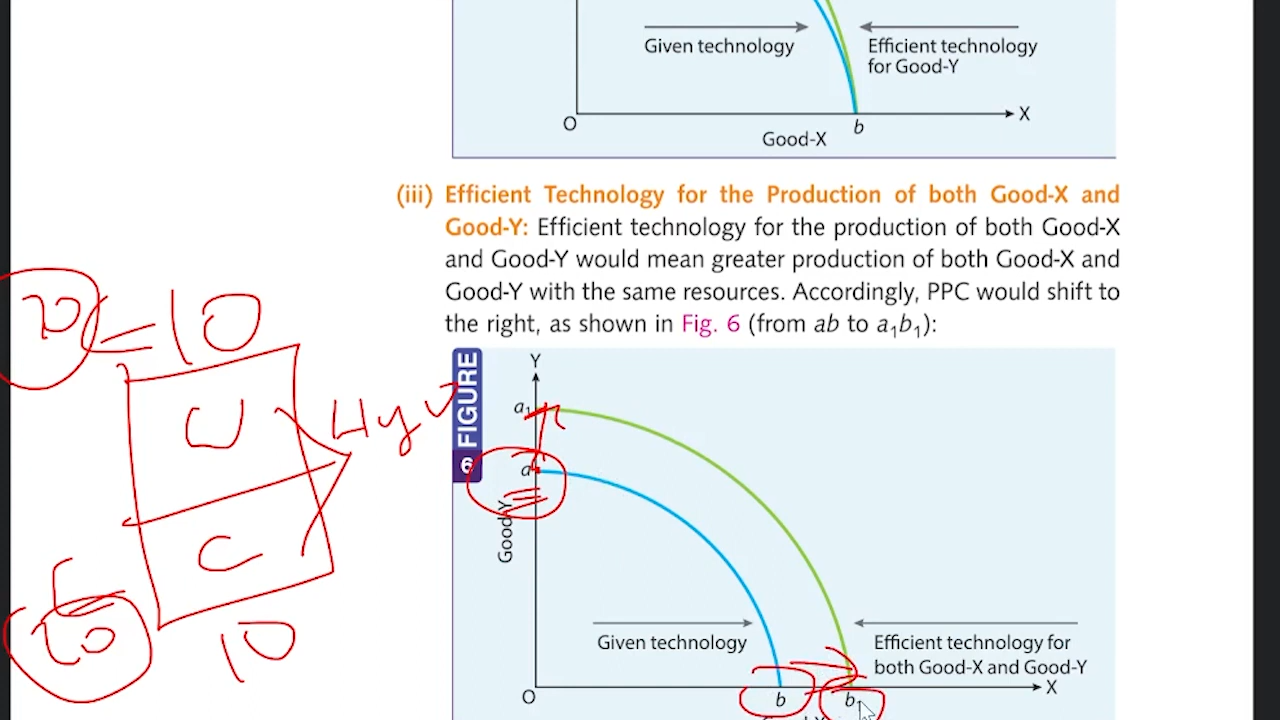 Given technology
Efficient technology
for Good-Y
O
X
Good-X
b
(iii) Efficient Technology for the Production of both Good-X and
Good-Y: Efficient technology for the production of both Good-X
and Good-Y would mean greater production of both Good-X and
Good-Y with the same resources. Accordingly, PPC would shift to
the right, as shown in Fig. 6 (from ab to a₁b₁):
20 = 10
W
C
10
20
FIGURE
6
Y
a₁
a
Good-Y
Given technology
Efficient technology for
both Good-X and Good-Y
O
b
b₁
X